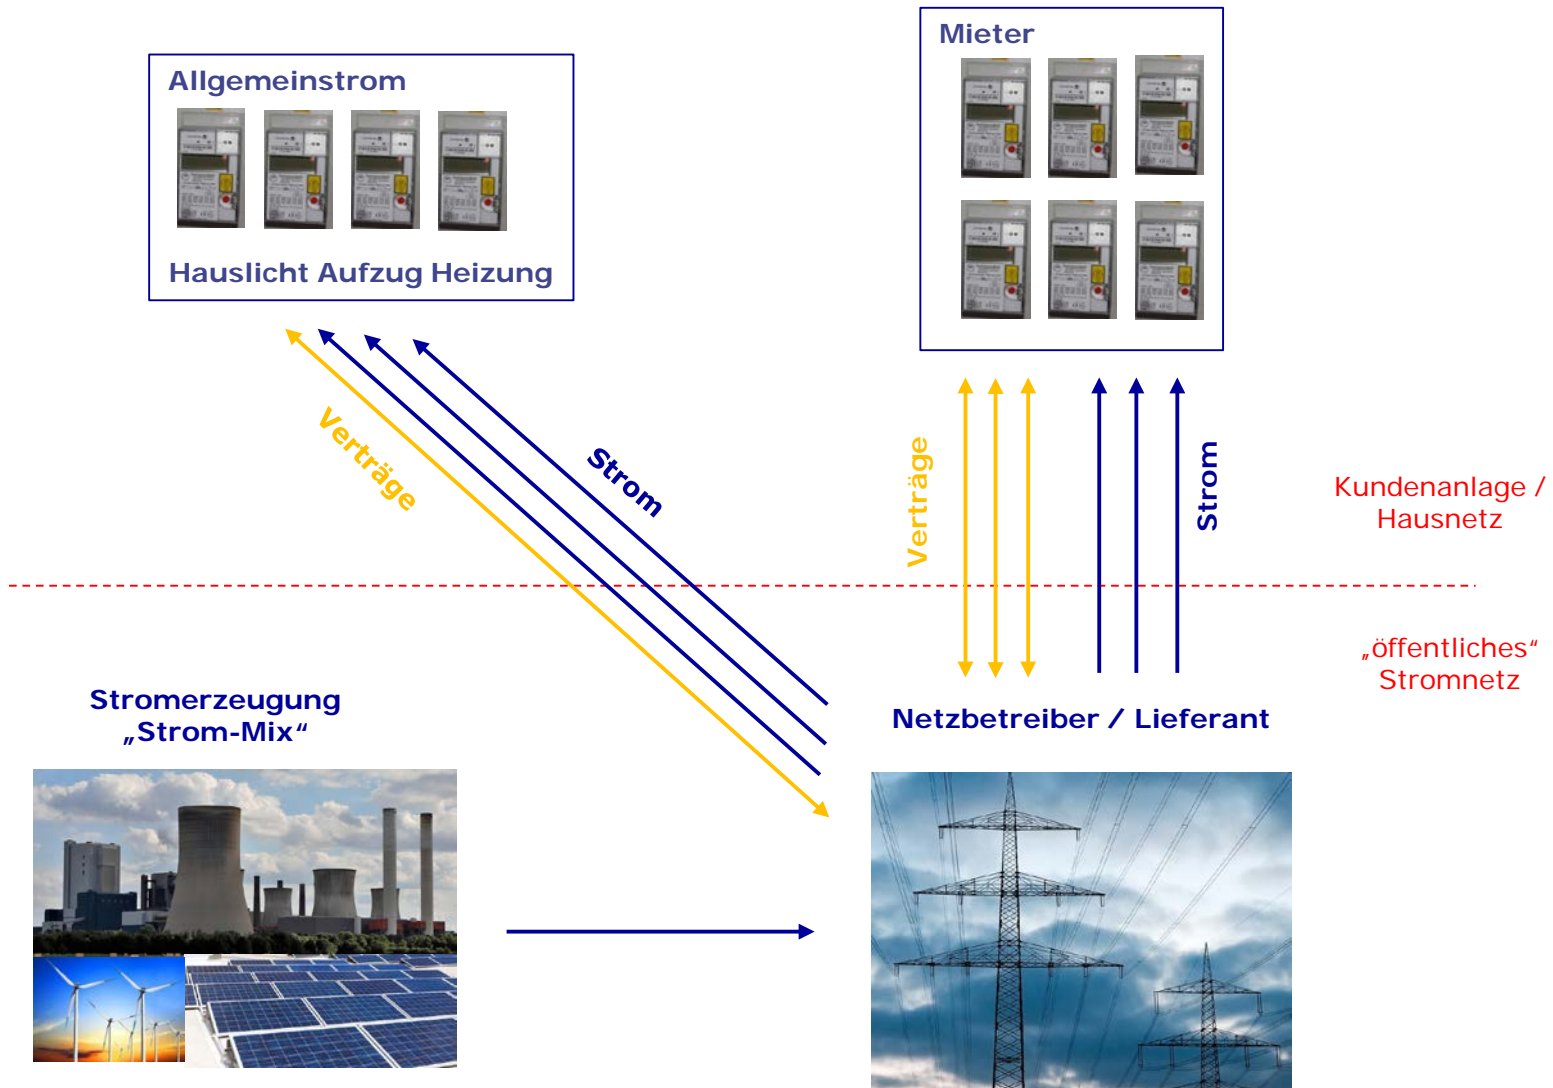 Mieter
Allgemeinstrom
Hauslicht Aufzug Heizung
Verträge
Strom
Verträge
Strom
Kundenanlage /
Hausnetz
„öffentliches“
Stromnetz
Stromerzeugung
„Strom-Mix“
Netzbetreiber / Lieferant